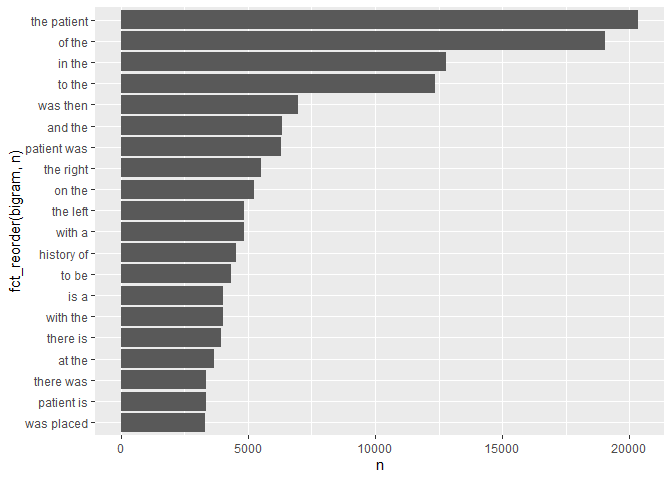 the patient
of the
in the
to the
was then
and the
patient was
the right
on the
the left
with a
history of
to be
is a
with the
there is
at the
there was
patient is
was placed
fct_reorder(bigram, n)
0 5000 10000 15000 20000
n